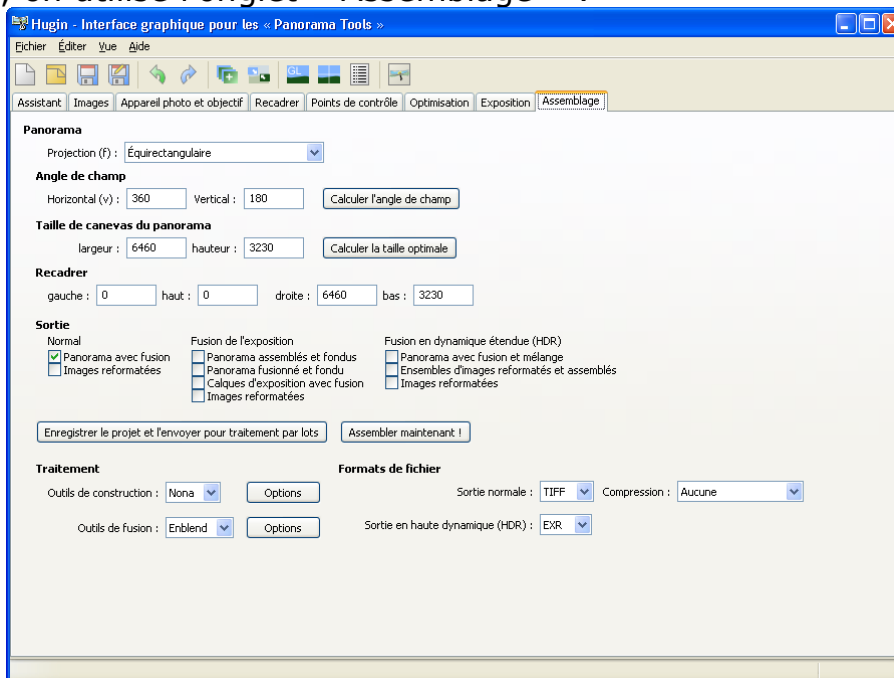 ) on utilise l'onglet « Assemblage » .
Hugin - Interface graphique pour les « Panorama Tools »
Fichier Éditer Vue Aide
GL
Assistant Images Appareil photo et objectif Recadrer Points de contrôle Optimisation Exposition Assemblage
Panorama
Projection (f) : Équirectangulaire
Angle de champ
Horizontal (v) : 360 Vertical : 180 Calculer l'angle de champ
Taille de canevas du panorama
largeur : 6460 hauteur : 3230 Calculer la taille optimale
Recadrer
gauche : 0 haut : 0 droite : 6460 bas : 3230
Sortie
Normal Fusion de l'exposition Fusion en dynamique étendue (HDR)
Panorama avec fusion Panorama assemblés et fondus Panorama avec fusion et mélange
Images reformatées Panorama fusionné et fondu Ensembles d'images reformatés et assemblés
Calques d'exposition avec fusion Images reformatées
Images reformatées
Enregistrer le projet et l'envoyer pour traitement par lots Assembler maintenant !
Traitement Formats de fichier
Outils de construction : Nona Options Sortie normale : TIFF Compression : Aucune
Outils de fusion : Enblend Options Sortie en haute dynamique (HDR) : EXR